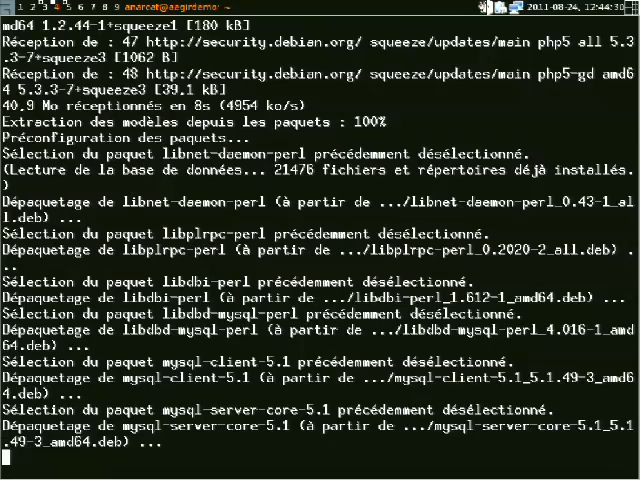 1 2 3 4 5 6 7 8 9 anarcat@aegirdemo: ~ 2011-08-24, 12:44:30
md64 1.2.44-1+squeeze1 [180 kB]
Réception de : 47 http://security.debian.org/ squeeze/updates/main php5 all 5.3
.3-7+squeeze3 [1062 B]
Réception de : 48 http://security.debian.org/ squeeze/updates/main php5-gd amd6
4 5.3.3-7+squeeze3 [39.1 kB]
40.9 Mo réceptionnés en 8s (4954 ko/s)
Extraction des modèles depuis les paquets : 100%
Préconfiguration des paquets...
Sélection du paquet libnet-daemon-perl précédemment désélectionné.
(Lecture de la base de données... 21476 fichiers et répertoires déjà installés.
)
Dépaquetage de libnet-daemon-perl (à partir de .../libnet-daemon-perl_0.43-1_al
l.deb) ...
Sélection du paquet libplrpc-perl précédemment désélectionné.
Dépaquetage de libplrpc-perl (à partir de .../libplrpc-perl_0.2020-2_all.deb) .
..
Sélection du paquet libdbi-perl précédemment désélectionné.
Dépaquetage de libdbi-perl (à partir de .../libdbi-perl_1.612-1_amd64.deb) ...
Sélection du paquet libdbd-mysql-perl précédemment désélectionné.
Dépaquetage de libdbd-mysql-perl (à partir de .../libdbd-mysql-perl_4.016-1_amd
64.deb) ...
Sélection du paquet mysql-client-5.1 précédemment désélectionné.
Dépaquetage de mysql-client-5.1 (à partir de .../mysql-client-5.1_5.1.49-3_amd6
4.deb) ...
Sélection du paquet mysql-server-core-5.1 précédemment désélectionné.
Dépaquetage de mysql-server-core-5.1 (à partir de .../mysql-server-core-5.1_5.1
.49-3_amd64.deb) ...